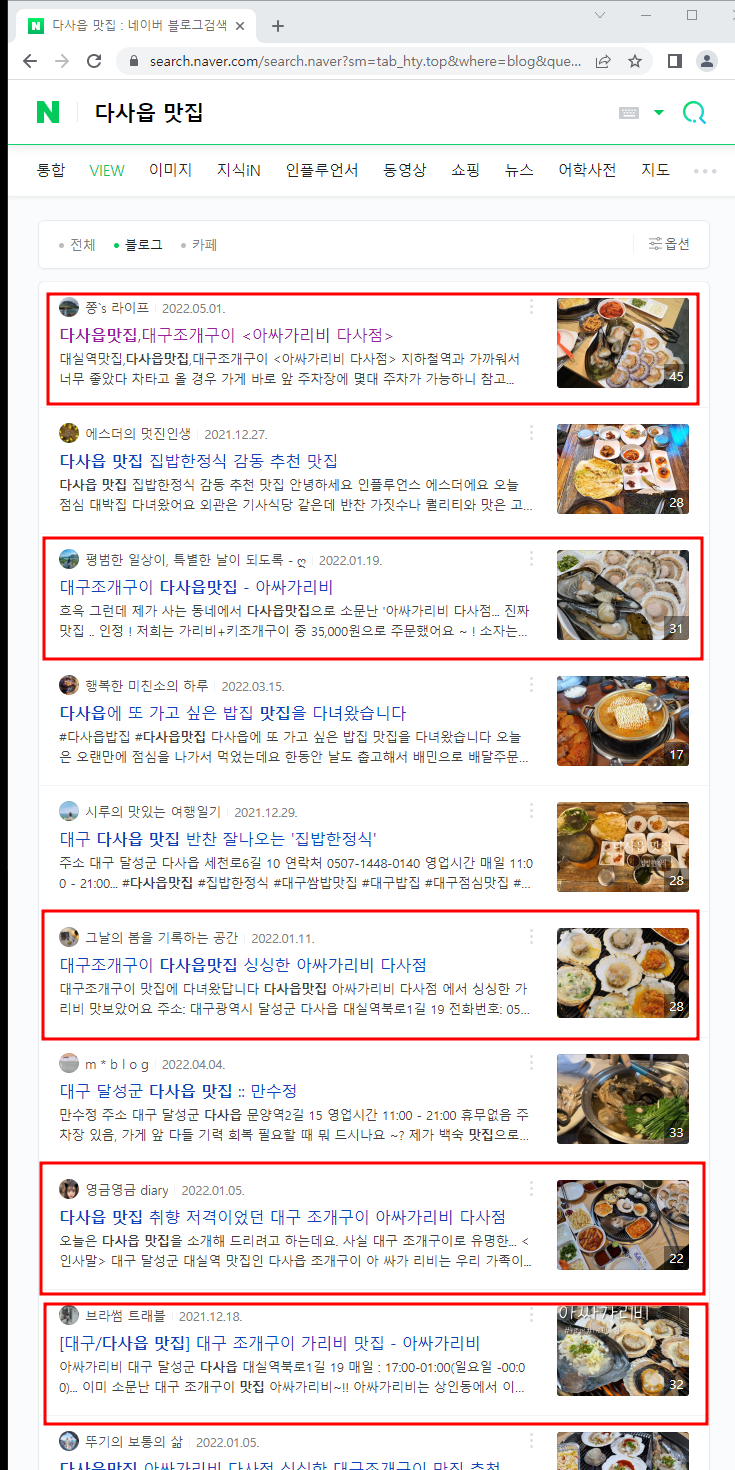 다사읍 맛집 : 네이버 블로그검색
search.naver.com/search.naver?sm=tab_hty.top&where=blog&que...
N 다사읍 맛집
통합 VIEW 이미지 지식iN 인플루언서 동영상 쇼핑 뉴스 어학사전 지도
전체 블로그 카페 옵션
쫑`s 라이프 2022.05.01.
다사읍맛집,대구조개구이 <아싸가리비 다사점>
대실역맛집,다사읍맛집,대구조개구이 <아싸가리비 다사점> 지하철역과 가까워서
너무 좋았다 차타고 올 경우 가게 바로 앞 주차장에 몇대 주차가 가능하니 참고...
45
에스더의 멋진인생 2021.12.27.
다사읍 맛집 집밥한정식 감동 추천 맛집
다사읍 맛집 집밥한정식 감동 추천 맛집 안녕하세요 인플루언스 에스더에요 오늘
점심 대박집 다녀왔어요 외관은 기사식당 같은데 반찬 가짓수나 퀄리티와 맛은 고...
28
평범한 일상이, 특별한 날이 되도록 - ღ 2022.01.19.
대구조개구이 다사읍맛집 - 아싸가리비
흐윽 그런데 제가 사는 동네에서 다사읍맛집으로 소문난 '아싸가리비 다사점... 진짜
맛집 .. 인정 ! 저희는 가리비+키조개구이 중 35,000원으로 주문했어요 ~ ! 소자는...
31
행복한 미친소의 하루 2022.03.15.
다사읍에 또 가고 싶은 밥집 맛집을 다녀왔습니다
#다사읍밥집 #다사읍맛집 다사읍에 또 가고 싶은 밥집 맛집을 다녀왔습니다 오늘
은 오랜만에 점심을 나가서 먹었는데요 한동안 날도 춥고해서 배민으로 배달주문...
17
시루의 맛있는 여행일기 2021.12.29.
대구 다사읍 맛집 반찬 잘나오는 '집밥한정식'
주소 대구 달성군 다사읍 세천로6길 10 연락처 0507-1448-0140 영업시간 매일 11:0
0 - 21:00... #다사읍맛집 #집밥한정식 #대구쌈밥맛집 #대구밥집 #대구점심맛집 #...
28
그날의 봄을 기록하는 공간 2022.01.11.
대구조개구이 다사읍맛집 싱싱한 아싸가리비 다사점
대구조개구이 맛집에 다녀왔답니다 다사읍맛집 아싸가리비 다사점 에서 싱싱한 가
리비 맛보았어요 주소: 대구광역시 달성군 다사읍 대실역북로1길 19 전화번호: 05...
28
m * b l o g 2022.04.04.
대구 달성군 다사읍 맛집 :: 만수정
만수정 주소 대구 달성군 다사읍 문양역2길 15 영업시간 11:00 - 21:00 휴무없음 주
차장 있음, 가게 앞 다들 기력 회복 필요할 때 뭐 드시나요 ~? 제가 백숙 맛집으로...
33
영금영금 diary 2022.01.05.
다사읍 맛집 취향 저격이었던 대구 조개구이 아싸가리비 다사점
오늘은 다사읍 맛집을 소개해 드리려고 하는데요. 사실 대구 조개구이로 유명한... <
인사말> 대구 달성군 대실역 맛집인 다사읍 조개구이 아 싸가 리비는 우리 가족이...
22
브라썸 트래블 2021.12.18.
아싸가리비
[대구/다사읍 맛집] 대구 조개구이 가리비 맛집 - 아싸가리비
아싸가리비 대구 달성군 다사읍 대실역북로1길 19 매일 : 17:00-01:00(일요일 -00:0
0)... 이미 소문난 대구 조개구이 맛집 아싸가리비~!! 아싸가리비는 상인동에서 이...
32
뚜기의 보통의 삶 2022.01.05.
다사읍맛집 아싸가리비 다사점 싱싱한 대구조개구이 맛집 추천